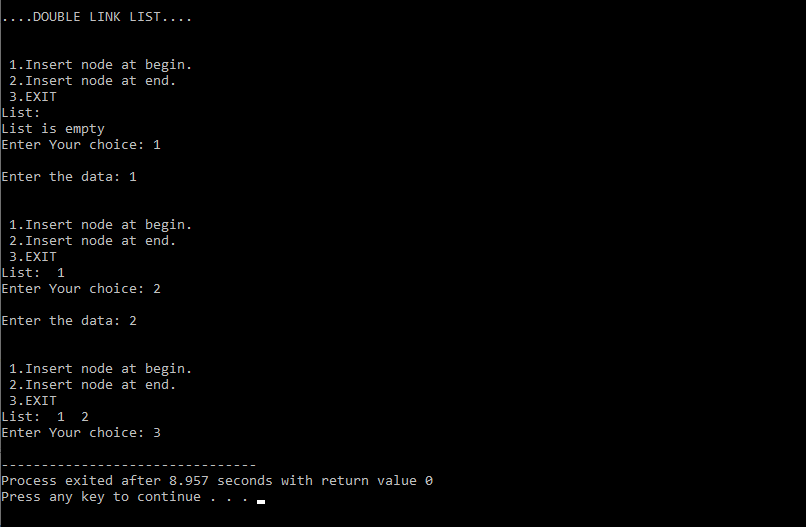 ....DOUBLE LINK LIST....
1.Insert node at begin.
2.Insert node at end.
3.EXIT
List:
List is empty
Enter Your choice: 1
Enter the data: 1
1.Insert node at begin.
2.Insert node at end.
3.EXIT
List:  1
Enter Your choice: 2
Enter the data: 2
1.Insert node at begin.
2.Insert node at end.
3.EXIT
List:  1  2
Enter Your choice: 3
--------------------------------
Process exited after 8.957 seconds with return value 0
Press any key to continue . . .